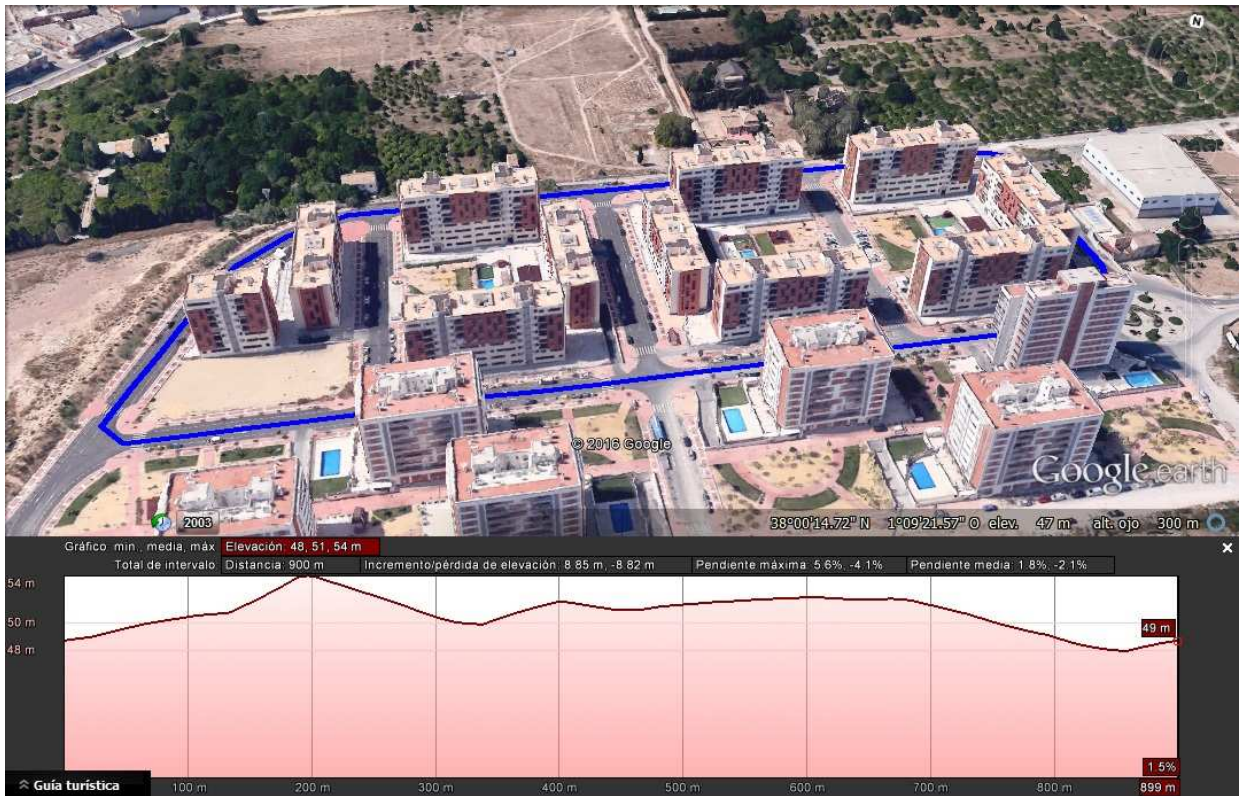 N
© 2016 Google
Google earth
2003
38°00'14.72" N 1°09'21.57" O elev. 47 m alt. ojo 300 m
Gráfico: mín., media, máx Elevación: 48, 51, 54 m
Total de intervalo Distancia: 900 m Incremento/pérdida de elevación: 8.85 m, -8.82 m Pendiente máxima: 5.6%, -4.1% Pendiente media: 1.8%, -2.1%
54 m
50 m
49 m
48 m
1.5%
Guía turística
100 m 200 m 300 m 400 m 500 m 600 m 700 m 800 m 899 m